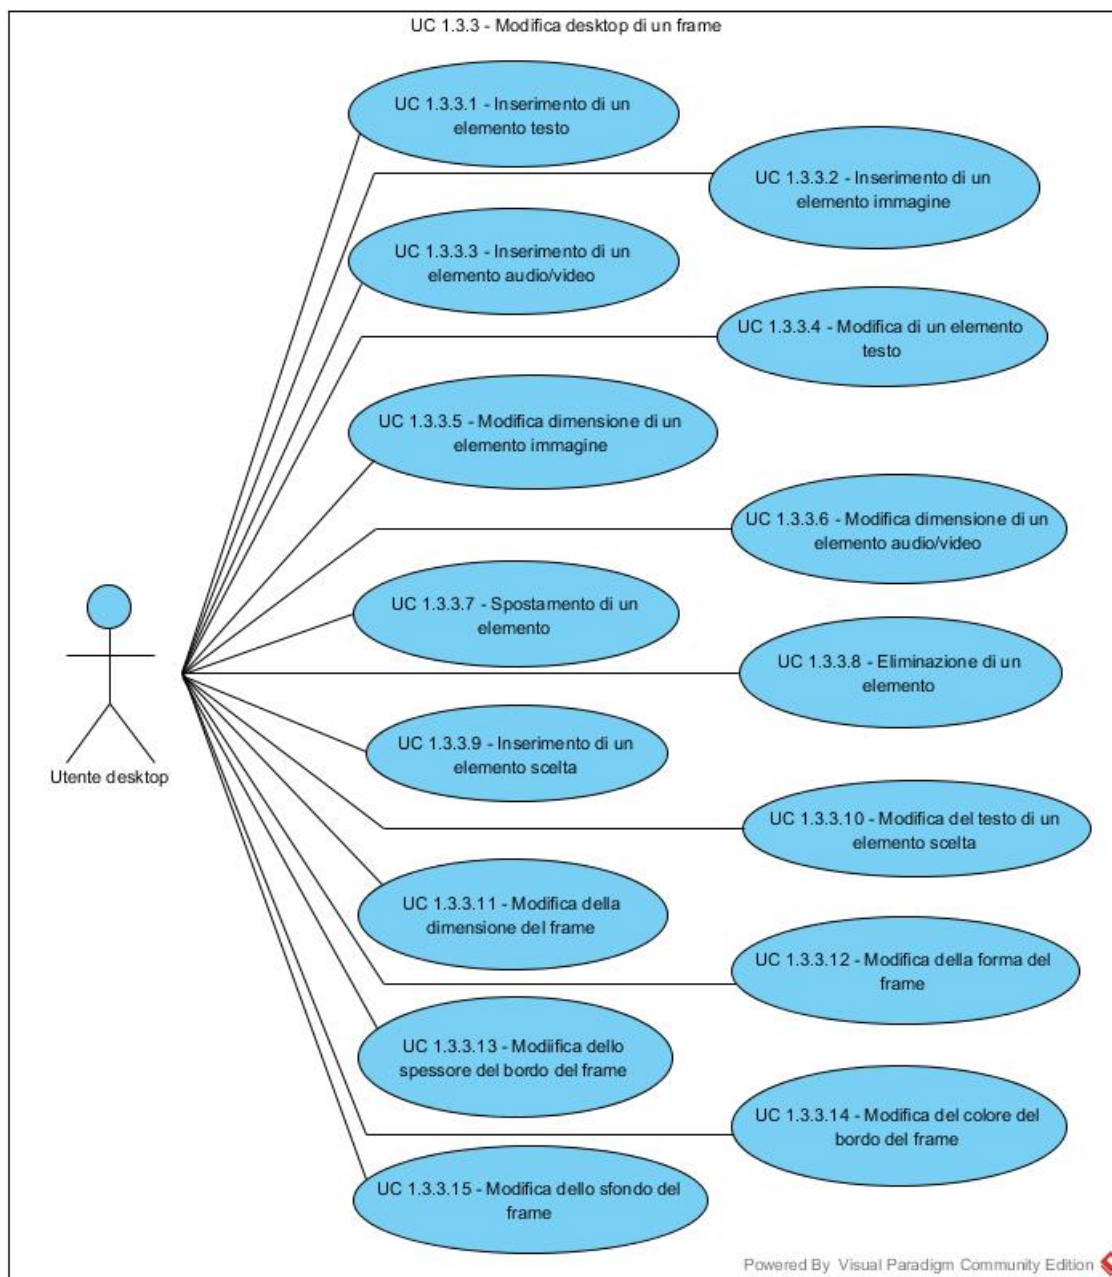 UC 1.3.3 - Modifica desktop di un frame
UC 1.3.3.1 - Inserimento di un
elemento testo
UC 1.3.3.2 - Inserimento di un
elemento immagine
UC 1.3.3.3 - Inserimento di un
elemento audio/video
UC 1.3.3.4 - Modifica di un elemento
testo
UC 1.3.3.5 - Modifica dimensione di un
elemento immagine
UC 1.3.3.6 - Modifica dimensione di un
elemento audio/video
UC 1.3.3.7 - Spostamento di un
elemento
UC 1.3.3.8 - Eliminazione di un
elemento
UC 1.3.3.9 - Inserimento di un
elemento scelta
Utente desktop
UC 1.3.3.10 - Modifica del testo di un
elemento scelta
UC 1.3.3.11 - Modifica della
dimensione del frame
UC 1.3.3.12 - Modifica della forma del
frame
UC 1.3.3.13 - Modiifica dello
spessore del bordo del frame
UC 1.3.3.14 - Modifica del colore del
bordo del frame
UC 1.3.3.15 - Modifica dello sfondo del
frame
Powered By Visual Paradigm Community Edition